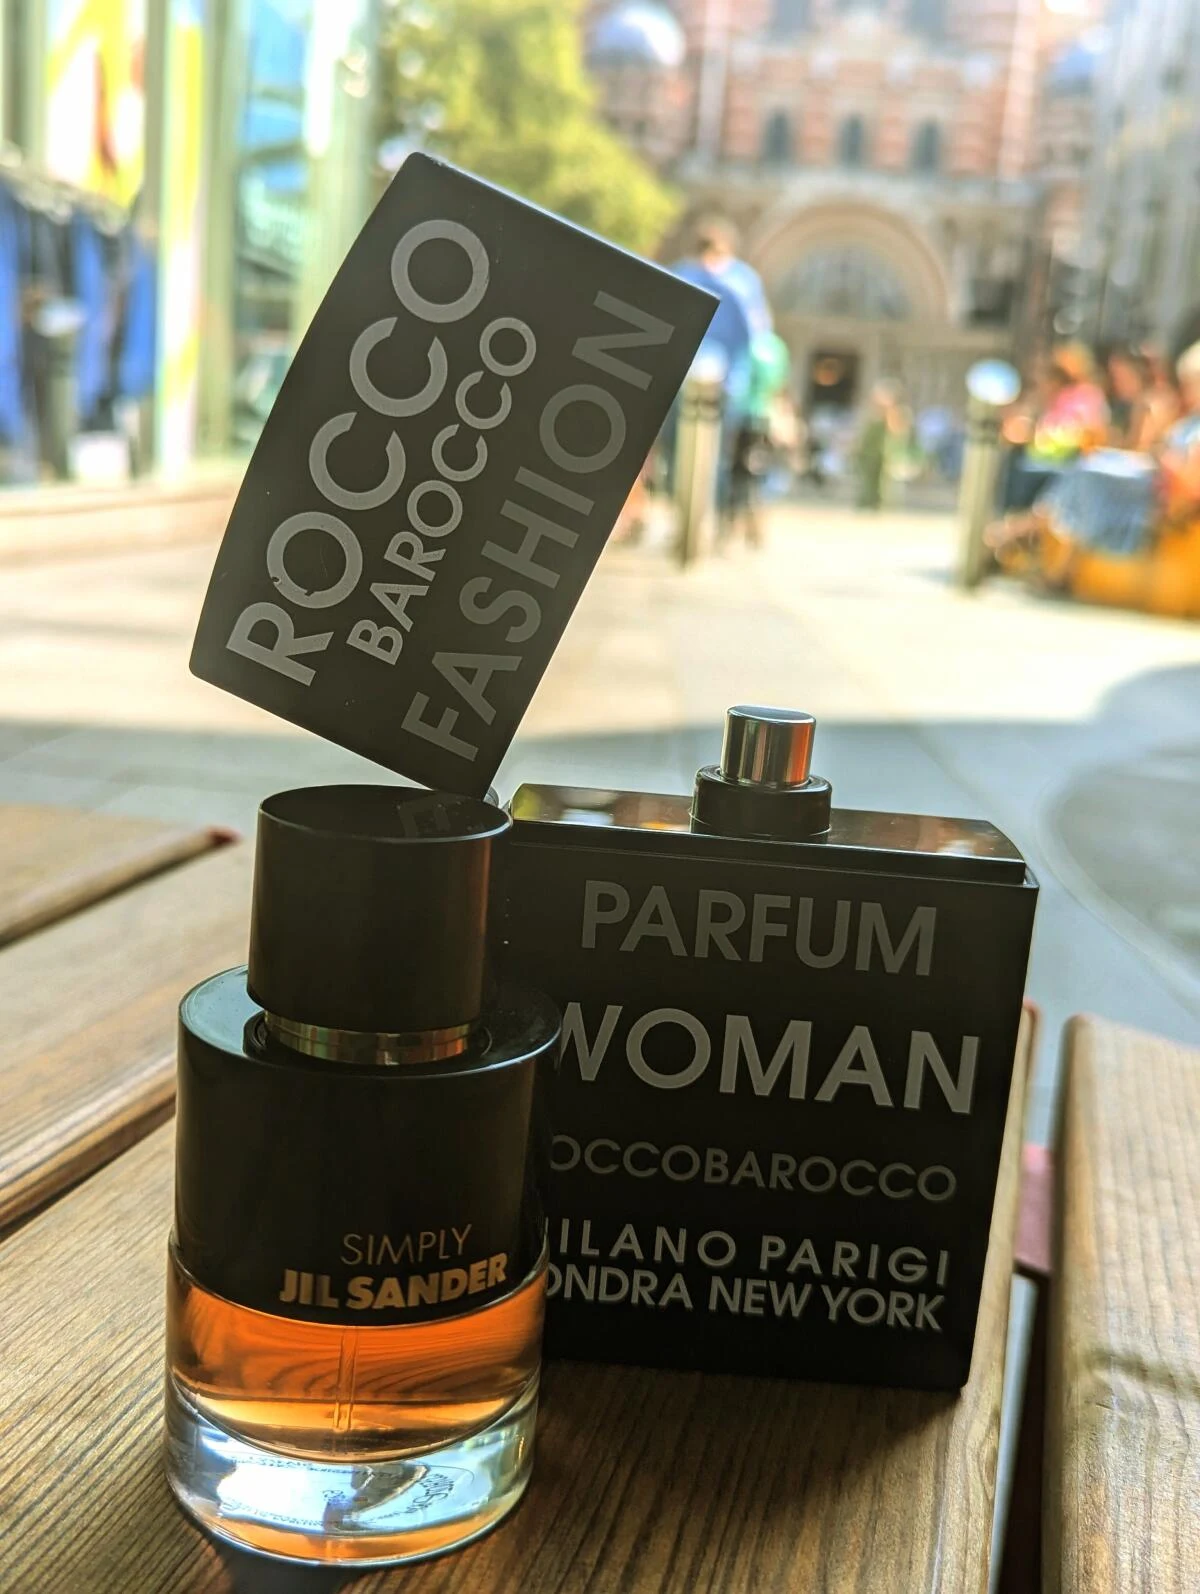 ROCCO
BAROCCO
FASHION
PARFUM
WOMAN
OCCOBAROCCO
ILANO PARIGI
ONDRA NEW YORK
SIMPLY
JIL SANDER